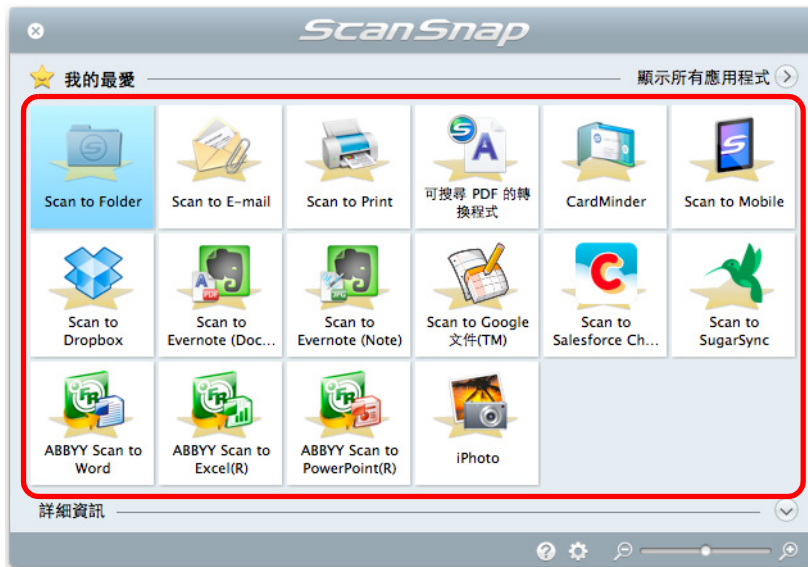 ScanSnap
我的最愛
顯示所有應用程式
Scan to Folder
Scan to E-mail
Scan to Print
可搜尋 PDF 的轉
換程式
CardMinder
Scan to Mobile
Scan to
Dropbox
Scan to
Evernote (Doc...
Scan to
Evernote (Note)
Scan to Google
文件(TM)
Scan to
Salesforce Ch...
Scan to
SugarSync
ABBYY Scan to
Word
ABBYY Scan to
Excel(R)
ABBYY Scan to
PowerPoint(R)
iPhoto
詳細資訊